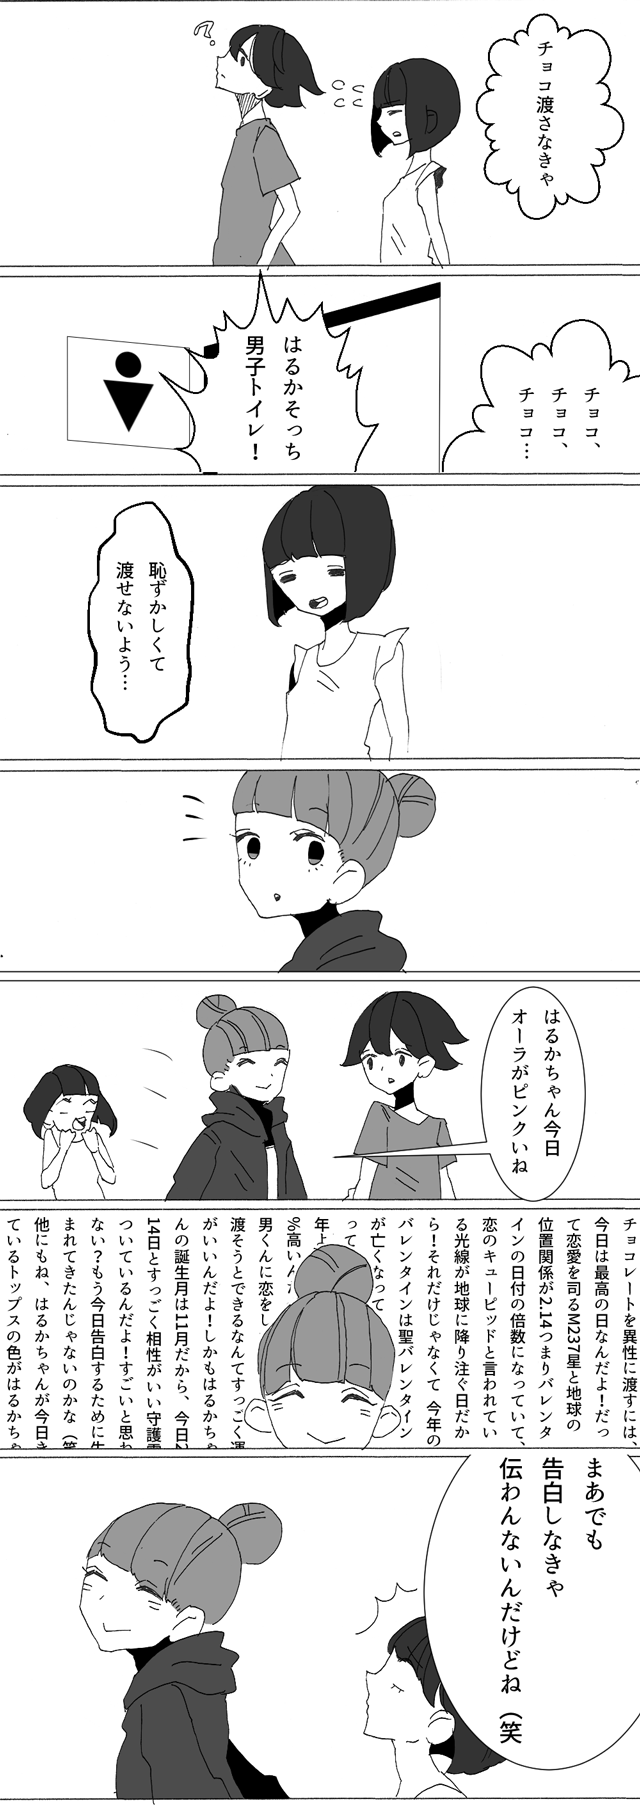 チョコ渡さなきゃ
チョコ、
チョコ、
チョコ…
はるかそっち
男子トイレ！
恥ずかしくて
渡せないよう…
はるかちゃん今日
オーラがピンクいね
チョコレートを異性に渡すには、
今日は最高の日なんだよ！だっ
て恋愛を司るM237星と地球の
位置関係が2.14つまりバレンタ
インの日付の倍数になっていて、
恋のキューピッドと言われてい
る光線が地球に降り注ぐ日だか
ら！それだけじゃなくて 今年の
バレンタインは聖バレンタイン
が亡くなって
って
年上
%高いんだ
男くんに恋をし
渡そうとできるなんてすっごく運
がいいんだよ！しかもはるかちゃ
んの誕生月は11月だから、今日2
14日とすっごく相性がいい守護霊
ついているんだよ！すごいと思わ
ない？もう今日告白するために生
まれてきたんじゃないのかな（笑
他にもね、はるかちゃんが今日き
ているトップスの色がはるかちゃ
まあでも
告白しなきゃ
伝わんないんだけどね（笑